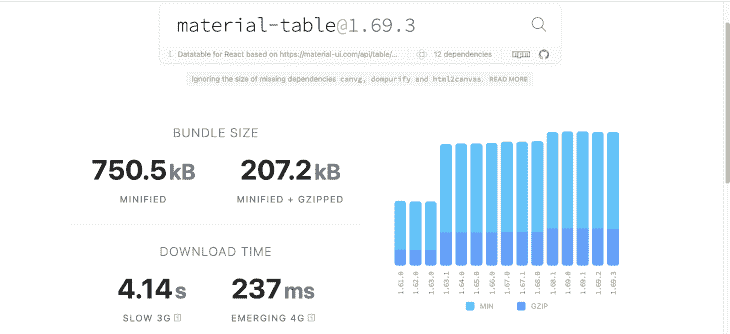 material-table@1.69.3
Datatable for React based on https://material-ui.com/api/table/... 12 dependencies npm
Ignoring the size of missing dependencies canvg, dompurify and html2canvas. READ MORE
BUNDLE SIZE
750.5 kB 207.2 kB
MINIFIED MINIFIED + GZIPPED
DOWNLOAD TIME
4.14 s 237 ms
SLOW 3G EMERGING 4G
1.61.0 1.62.0 1.63.0 1.63.1 1.64.0 1.65.0 1.66.0 1.67.0 1.67.1 1.68.0 1.68.1 1.69.0 1.69.1 1.69.2 1.69.3
MIN GZIP